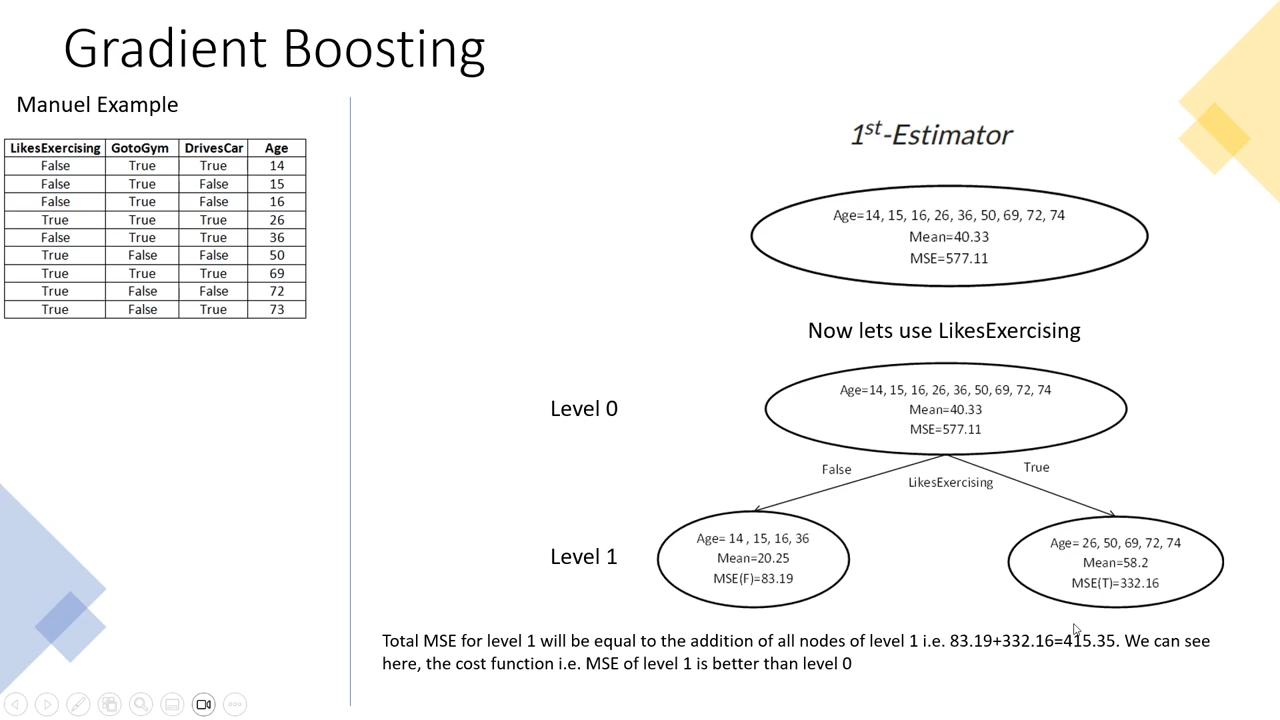 Gradient Boosting
Manuel Example
LikesExercising GotoGym DrivesCar Age
False True True 14
False True False 15
False True False 16
True True True 26
False True True 36
True False False 50
True True True 69
True False False 72
True False True 73
1st-Estimator
Age=14, 15, 16, 26, 36, 50, 69, 72, 74
Mean=40.33
MSE=577.11
Now lets use LikesExercising
Level 0
Age=14, 15, 16, 26, 36, 50, 69, 72, 74
Mean=40.33
MSE=577.11
False
True
LikesExercising
Level 1
Age= 14 , 15, 16, 36
Mean=20.25
MSE(F)=83.19
Age= 26, 50, 69, 72, 74
Mean=58.2
MSE(T)=332.16
Total MSE for level 1 will be equal to the addition of all nodes of level 1 i.e. 83.19+332.16=415.35. We can see
here, the cost function i.e. MSE of level 1 is better than level 0